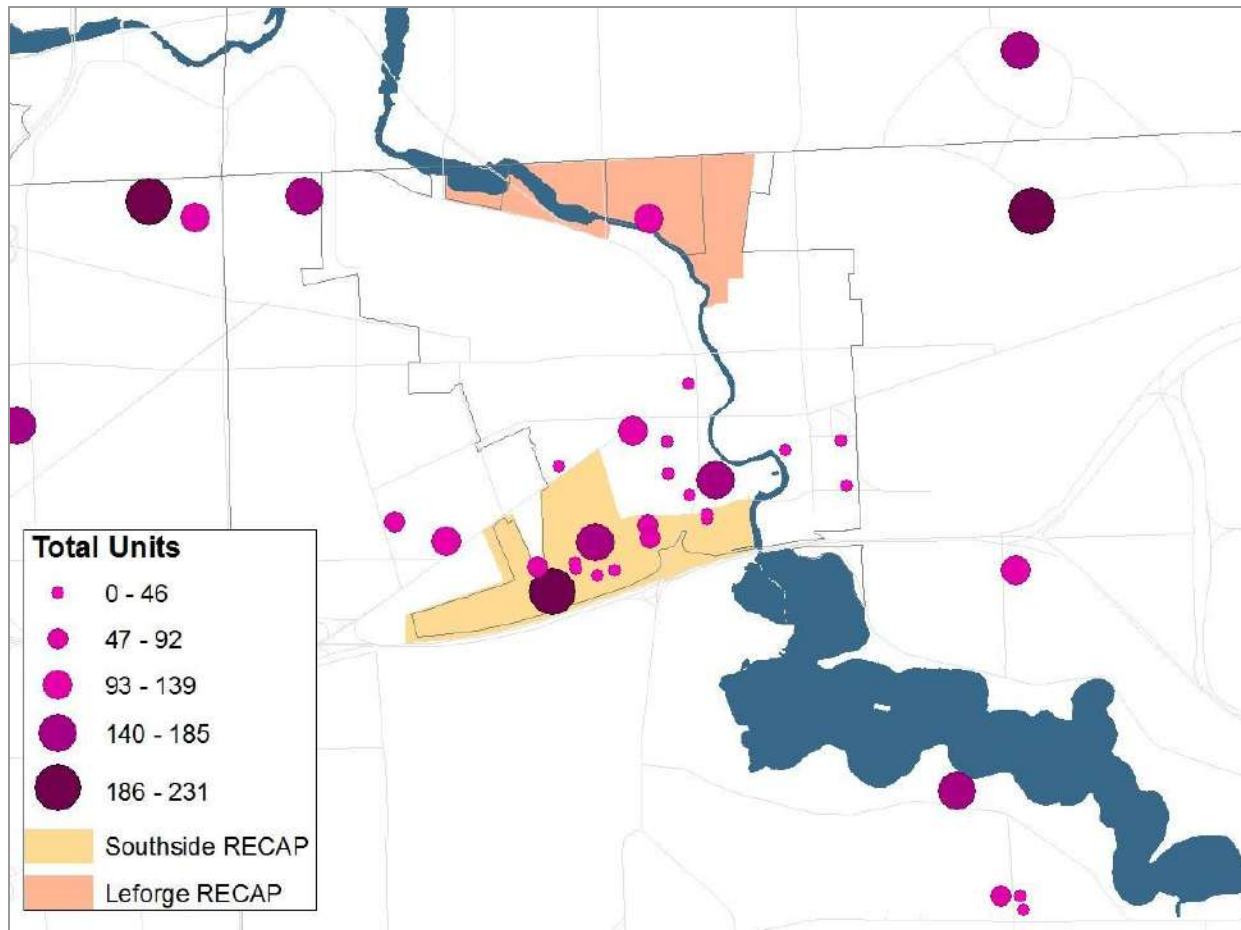 Total Units
0 - 46
47 - 92
93 - 139
140 - 185
186 - 231
Southside RECAP
Leforge RECAP